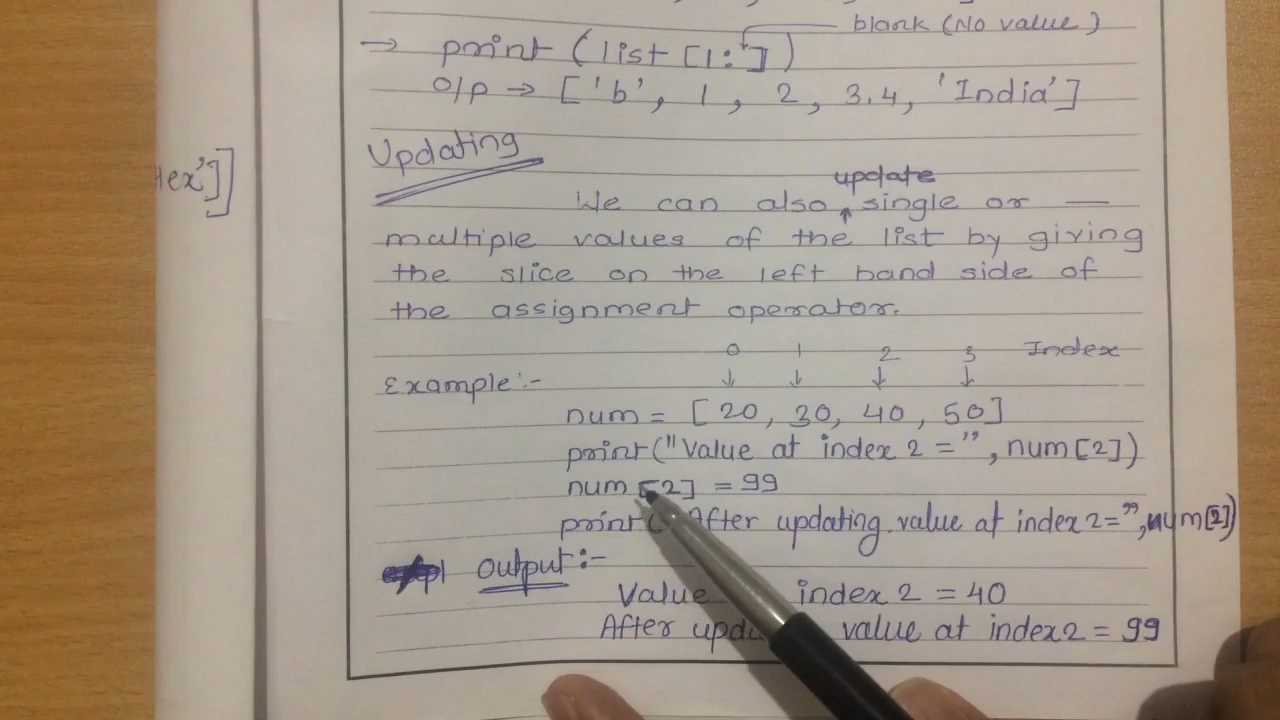 blank (No value)
→ print (list [1: ])
O/P → ['b', 1, 2, 3.4, 'India']
Updating
update
We can also single or —
multiple values of the list by giving
the slice on the left hand side of
the assignment operator.
0 1 2 3 Index
Example:-
num = [20, 30, 40, 50]
print("Value at index 2 =", num[2])
num [2] = 99
print( After updating value at index 2=", num[2])
Output:-
Value index 2 = 40
After value at index 2 = 99